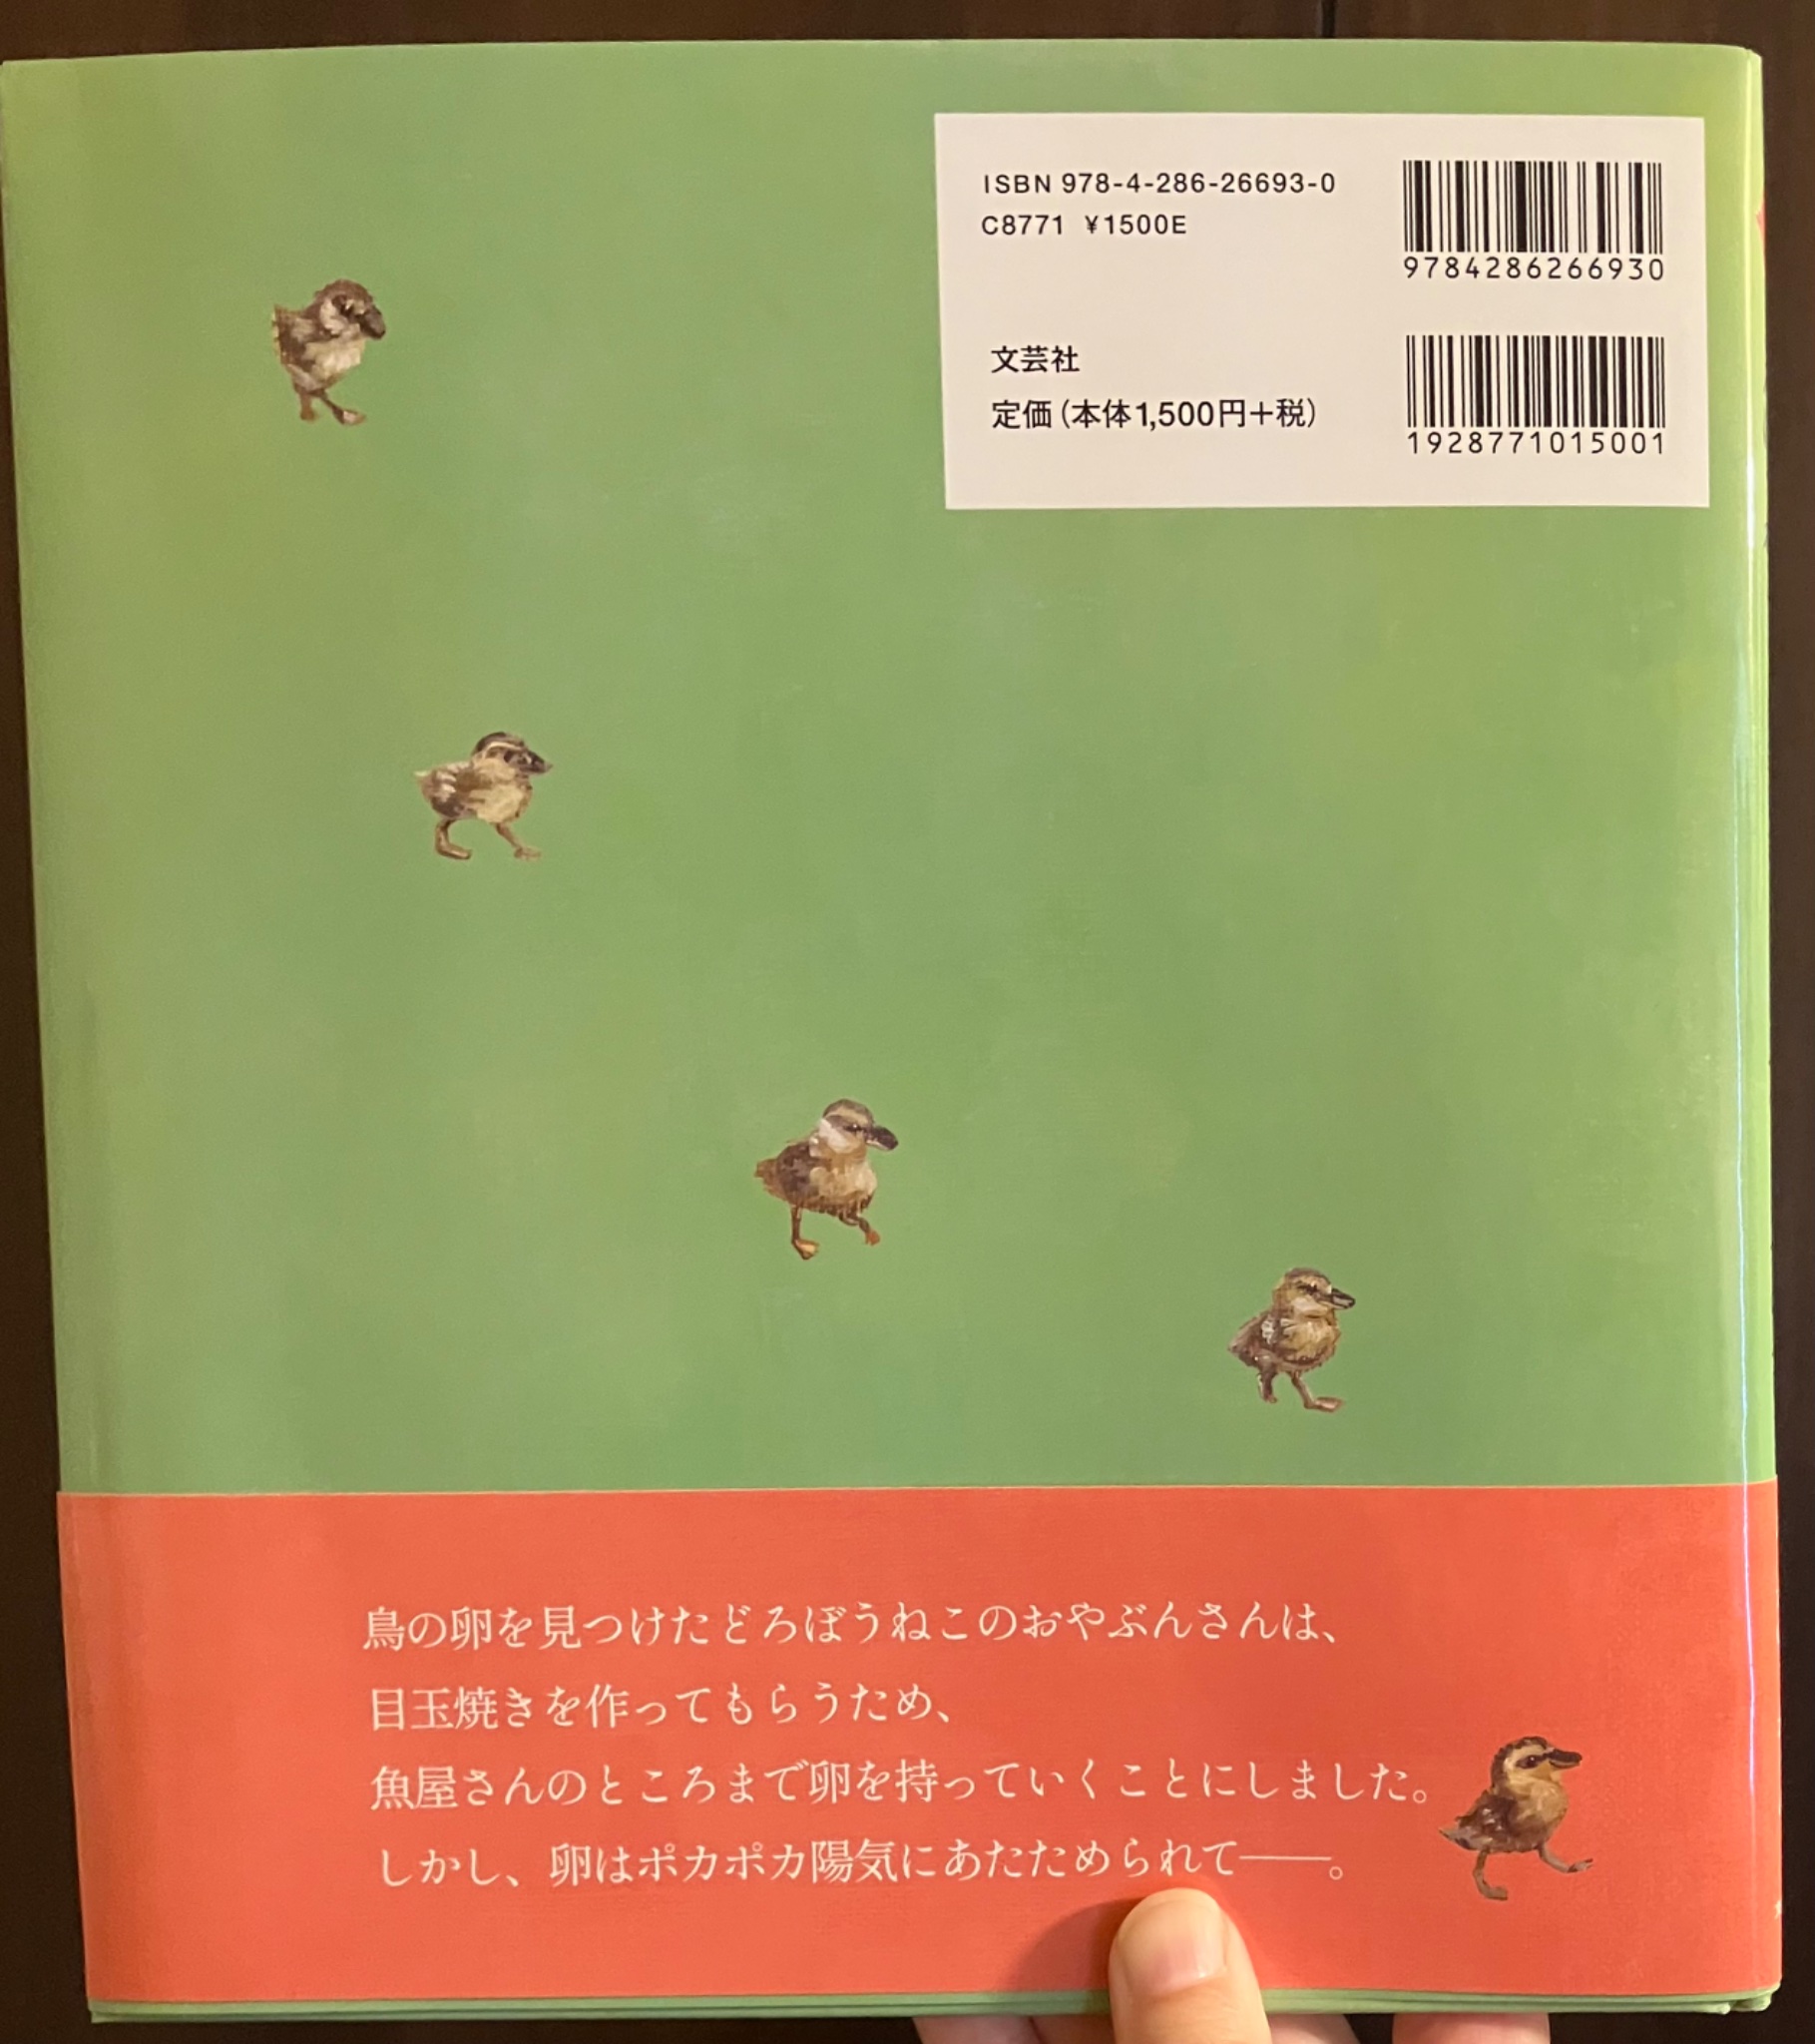 ISBN 978-4-286-26693-0
C8771 ¥1500E
9784286266930
文芸社
定価(本体1,500円+税)
1928771015001
鳥の卵を見つけたどろぼうねこのおやぶんさんは、
目玉焼きを作ってもらうため、
魚屋さんのところまで卵を持っていくことにしました。
しかし、卵はポカポカ陽気にあたためられて――。